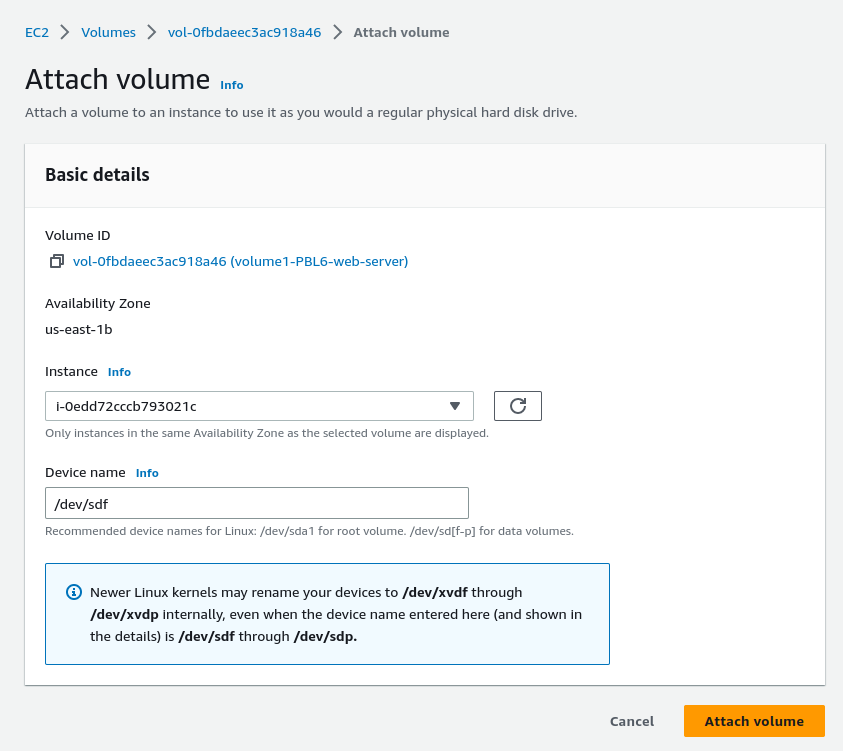 EC2 > Volumes > vol-0fbdaeec3ac918a46 > Attach volume
Attach volume Info
Attach a volume to an instance to use it as you would a regular physical hard disk drive.
Basic details
Volume ID
vol-0fbdaeec3ac918a46 (volume1-PBL6-web-server)
Availability Zone
us-east-1b
Instance Info
i-0edd72cccb793021c
Only instances in the same Availability Zone as the selected volume are displayed.
Device name Info
/dev/sdf
Recommended device names for Linux: /dev/sda1 for root volume. /dev/sd[f-p] for data volumes.
Newer Linux kernels may rename your devices to /dev/xvdf through
/dev/xvdp internally, even when the device name entered here (and shown in
the details) is /dev/sdf through /dev/sdp.
Cancel Attach volume